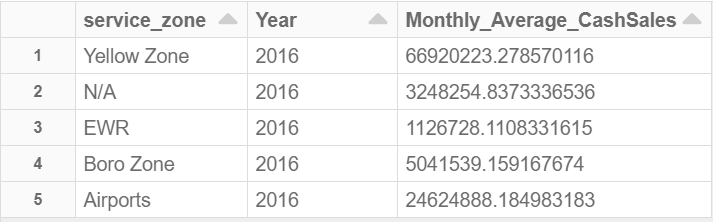 service_zone Year Monthly_Average_CashSales
1 Yellow Zone 2016 66920223.278570116
2 N/A 2016 3248254.8373336536
3 EWR 2016 1126728.1108331615
4 Boro Zone 2016 5041539.159167674
5 Airports 2016 24624888.184983183